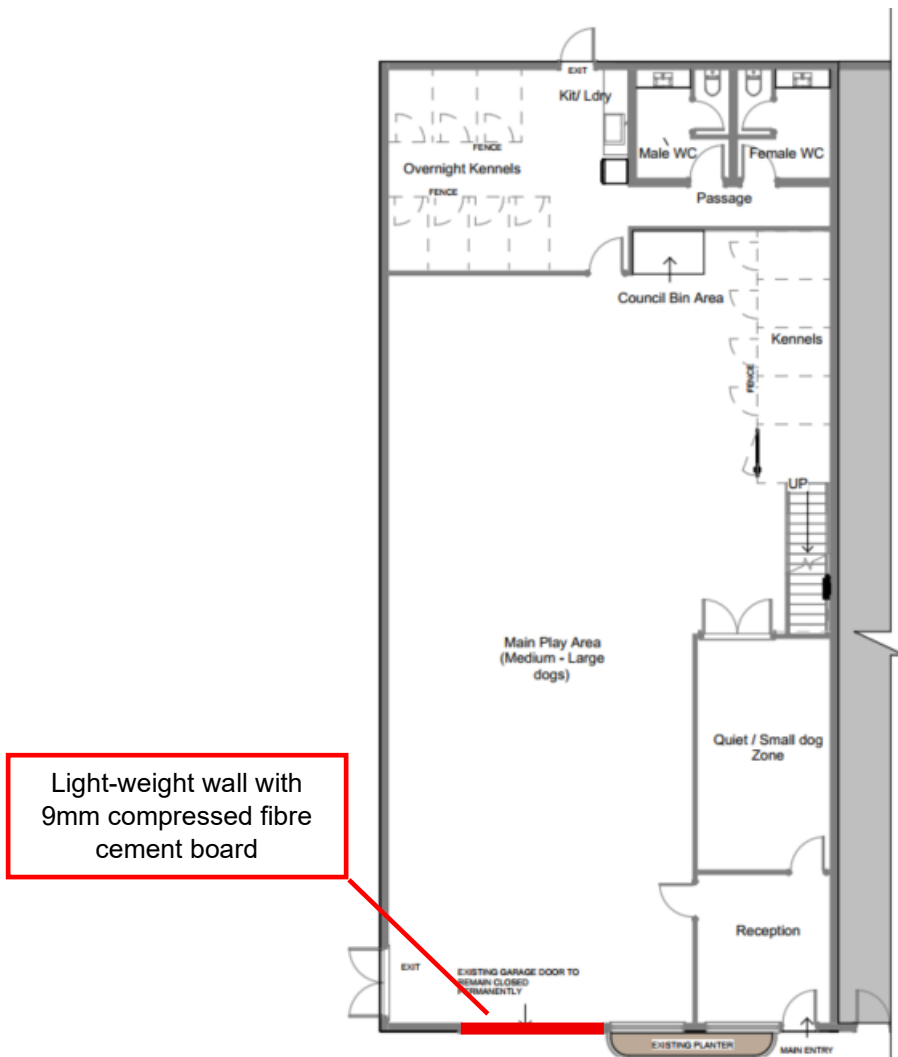 EXIT
Kit/ Ldry
Male WC
Female WC
FENCE
Overnight Kennels
FENCE
Passage
Council Bin Area
Kennels
FENCE
UP
Main Play Area
(Medium - Large
dogs)
Quiet / Small dog
Zone
Light-weight wall with
9mm compressed fibre
cement board
Reception
EXIT
EXISTING GARAGE DOOR TO
REMAIN CLOSED
PERMANENTLY
EXISTING PLANTER
MAIN ENTRY